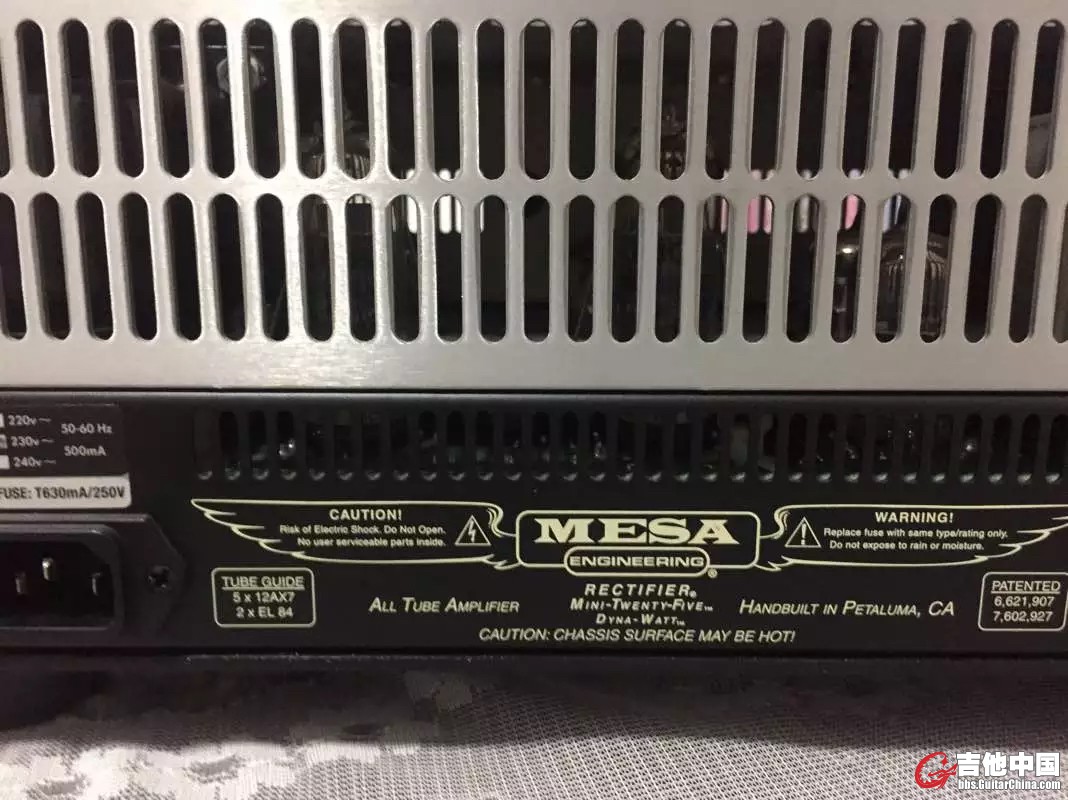 220v~
230v~
240v~
50-60 Hz
500mA
FUSE: T630mA/250V
CAUTION!
Risk of Electric Shock. Do Not Open.
No user serviceable parts inside.
MESA
ENGINEERING®
WARNING!
Replace fuse with same type/rating only.
Do not expose to rain or moisture.
TUBE GUIDE
5 x 12AX7
2 x EL 84
ALL TUBE AMPLIFIER
RECTIFIER®
MINI-TWENTY-FIVE™
DYNA-WATT™
HANDBUILT IN PETALUMA, CA
PATENTED
6,621,907
7,602,927
CAUTION: CHASSIS SURFACE MAY BE HOT!
吉他中国
bbs.GuitarChina.com